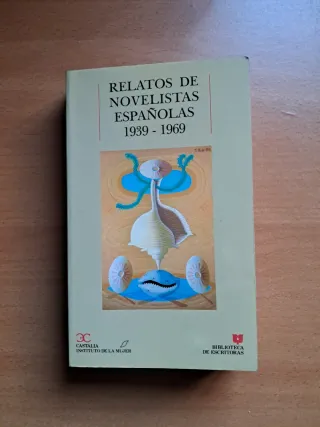 RELATOS DE
NOVELISTAS
ESPAÑOLAS
1939 - 1969
CASTALIA
INSTITUTO DE LA MUJER
BIBLIOTECA
DE ESCRITORAS